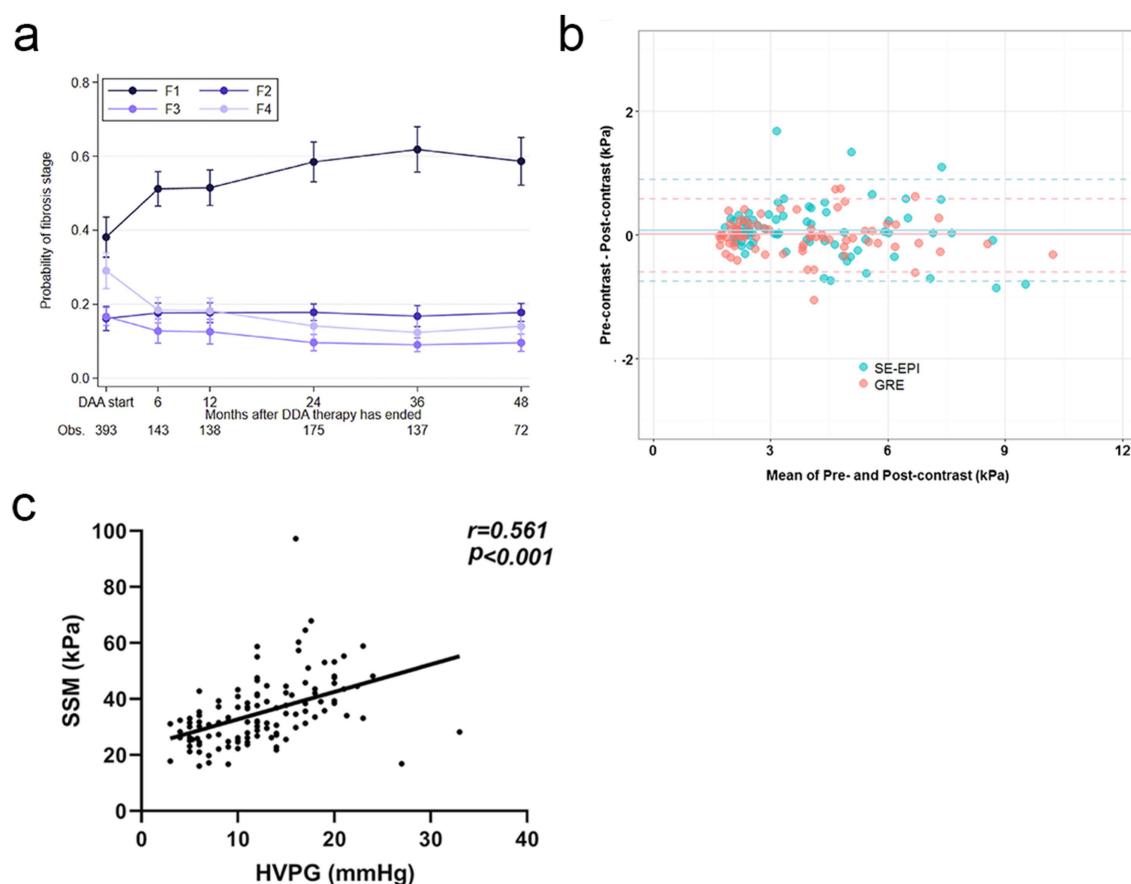 a
0.8
0.6
0.4
0.2
0.0
Probability of fibrosis stage
F1 F2
F3 F4
DAA start 6 12 24 36 48
Months after DDA therapy has ended
Obs. 393 143 138 175 137 72
b
2
0
-2
Pre-contrast - Post-contrast (kPa)
SE-EPI
GRE
0 3 6 9 12
Mean of Pre- and Post-contrast (kPa)
c
r=0.561
p<0.001
100
80
60
40
20
0
SSM (kPa)
0 10 20 30 40
HVPG (mmHg)